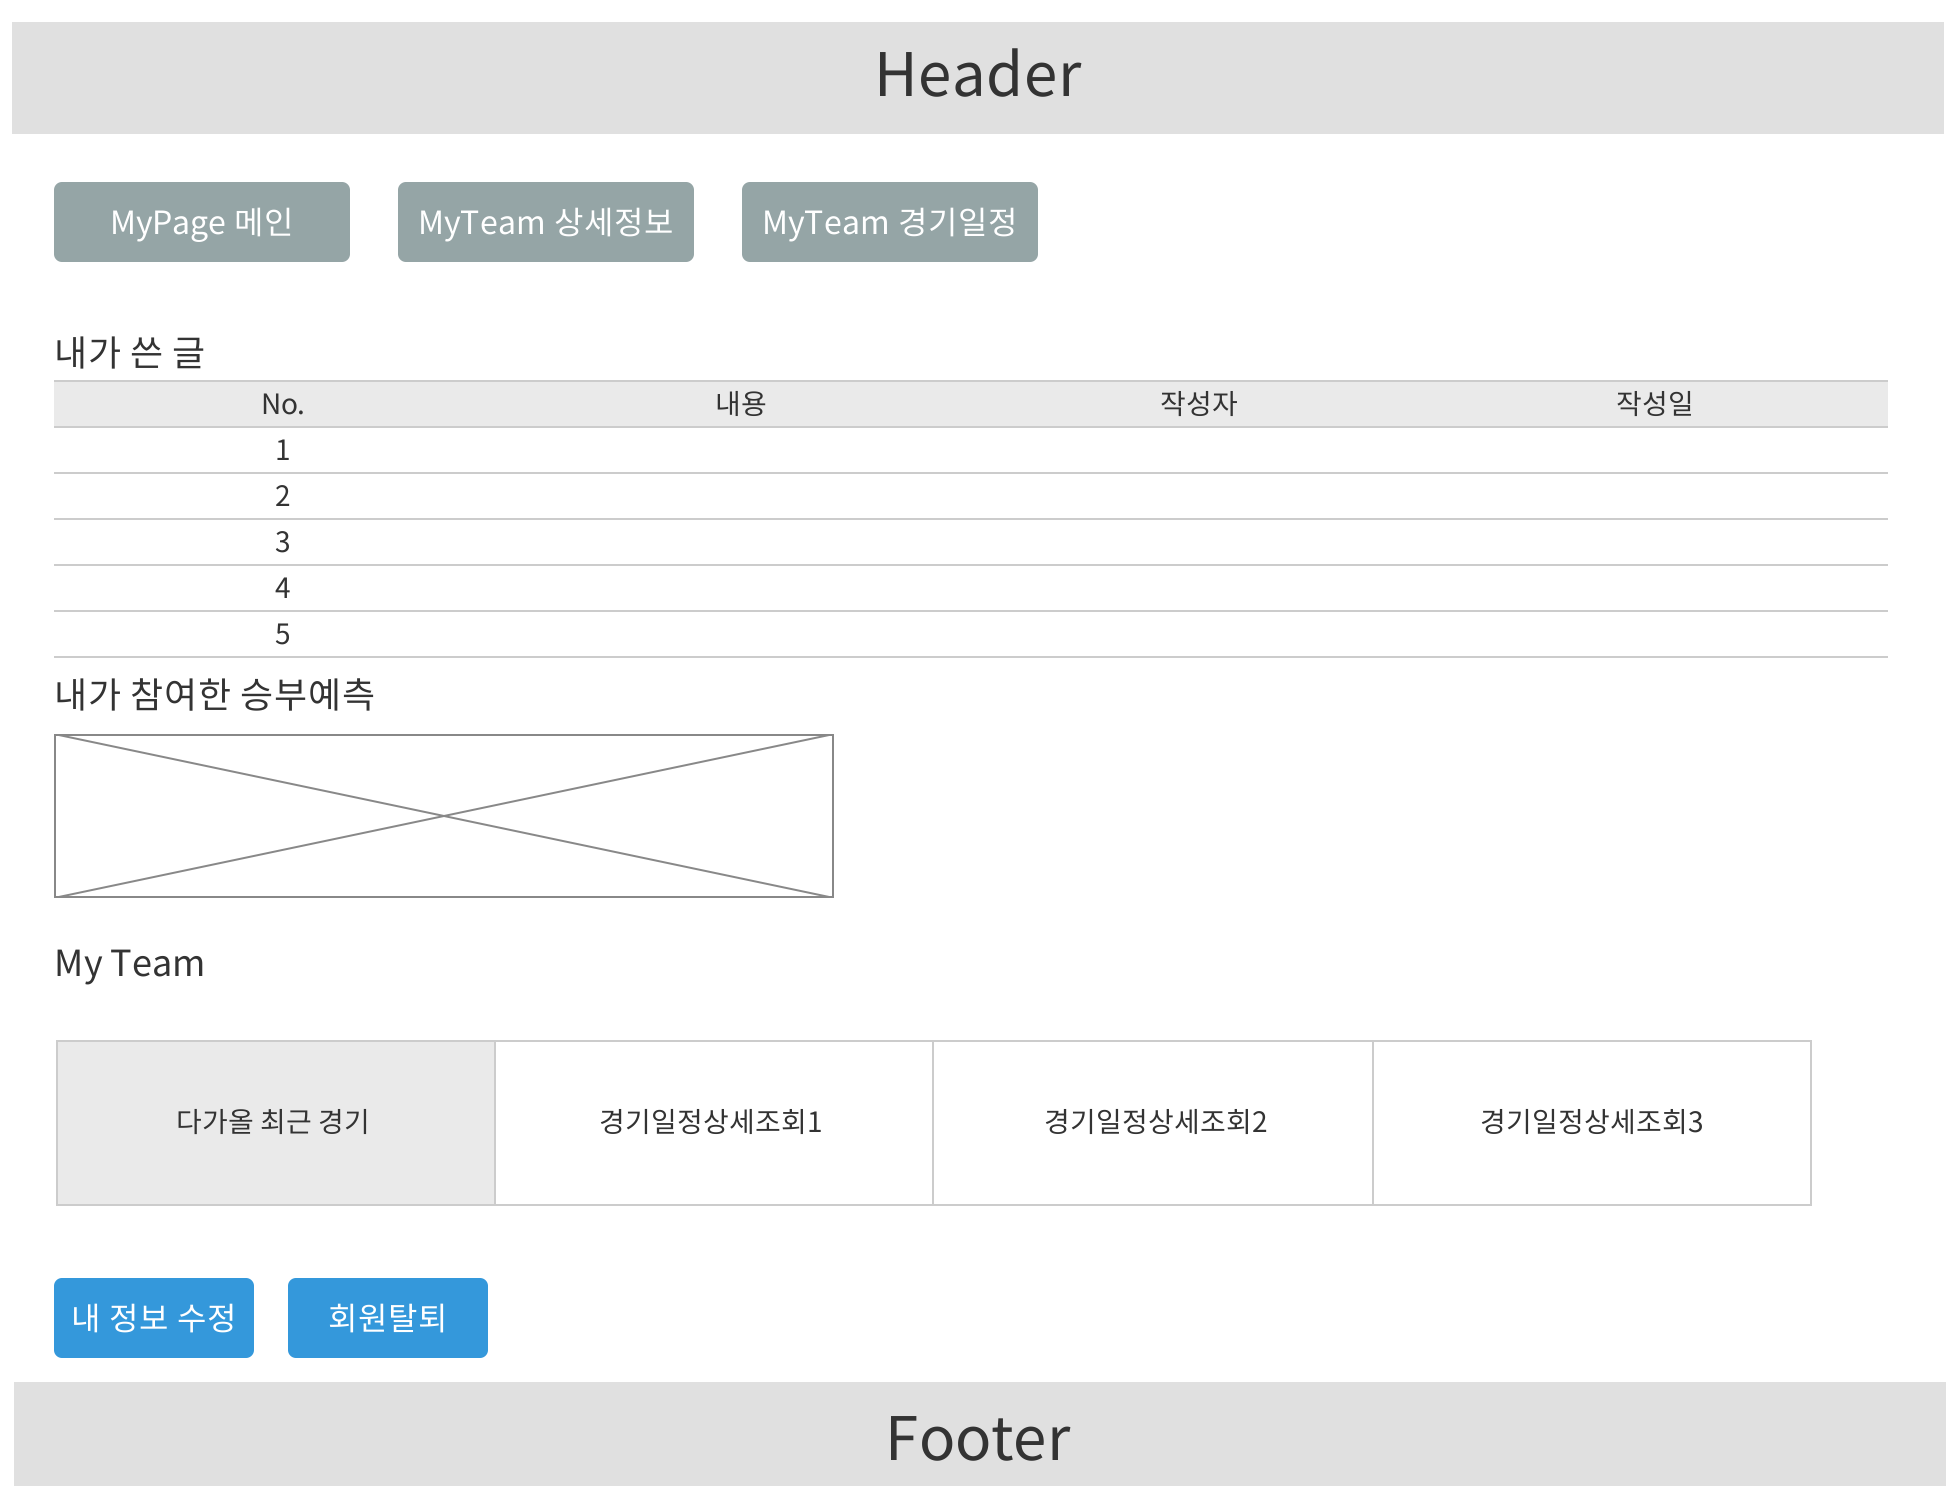 Header
MyPage 메인 MyTeam 상세정보 MyTeam 경기일정
내가 쓴 글
No. 내용 작성자 작성일
1
2
3
4
5
내가 참여한 승부예측
My Team
다가올 최근 경기 경기일정상세조회1 경기일정상세조회2 경기일정상세조회3
내 정보 수정 회원탈퇴
Footer